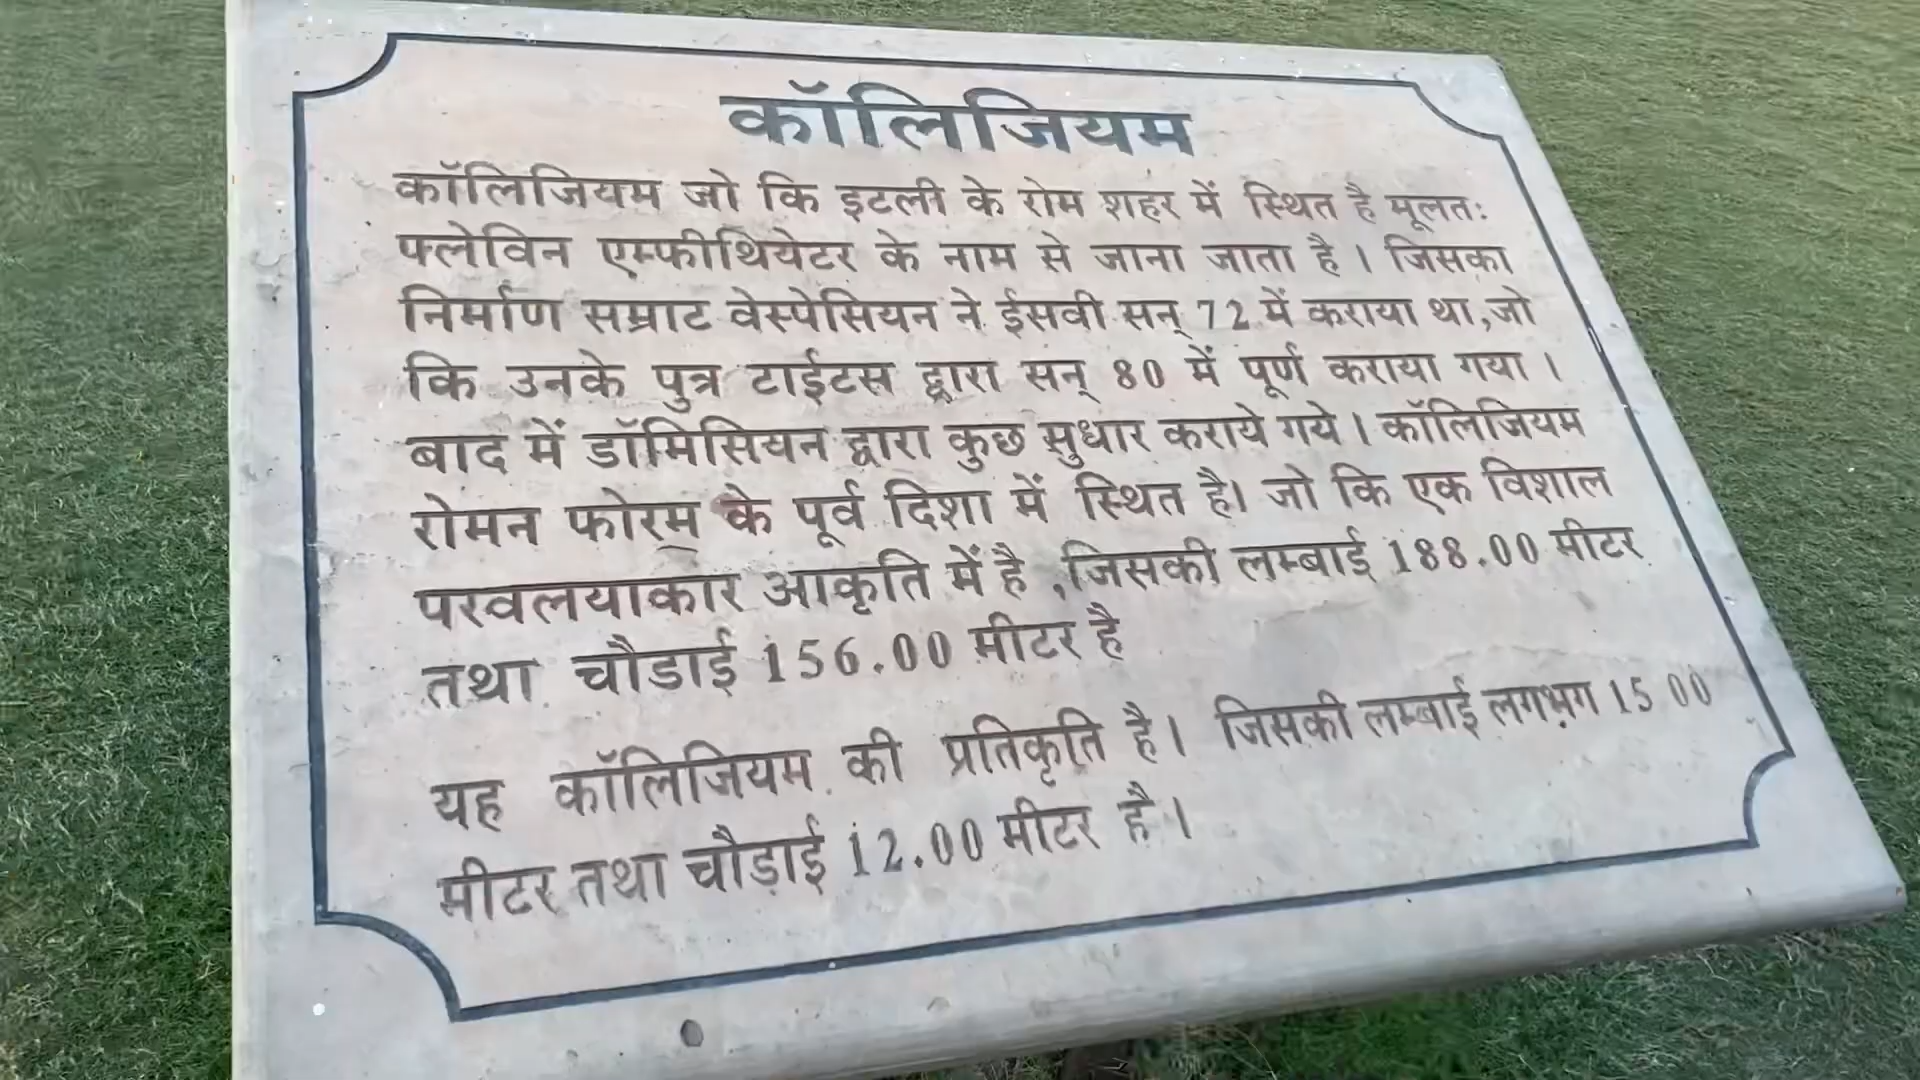 कॉलिजियम
कॉलिजियम जो कि इटली के रोम शहर में स्थित है मूलतः
फ्लेविन एम्फीथियेटर के नाम से जाना जाता है । जिसका
निर्माण सम्राट वेस्पेसियन ने ईसवी सन् 72 में कराया था,जो
कि उनके पुत्र टाईटस द्वारा सन् 80 में पूर्ण कराया गया ।
बाद में डॉमिसियन द्वारा कुछ सुधार कराये गये । कॉलिजियम
रोमन फोरम के पूर्व दिशा में स्थित है। जो कि एक विशाल
परवलयाकार आकृति में है ,जिसकी लम्बाई 188.00 मीटर
तथा चौडाई 156.00 मीटर है
यह कॉलिजियम की प्रतिकृति है। जिसकी लम्बाई लगभग 15 00
मीटर तथा चौड़ाई 12.00 मीटर है ।